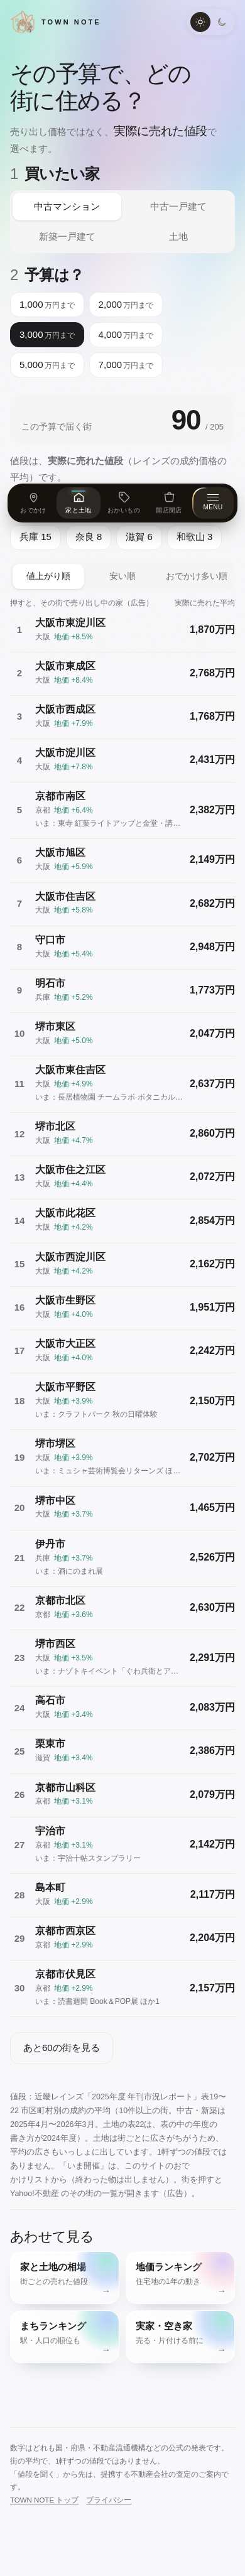 TOWN NOTE
その予算で、どの
街に住める？
売り出し価格ではなく、実際に売れた値段で
選べます。
1 買いたい家
中古マンション
中古一戸建て
新築一戸建て
土地
2 予算は？
1,000万円まで
2,000万円まで
3,000万円まで
4,000万円まで
5,000万円まで
7,000万円まで
この予算で届く街
90 / 205
値段は、実際に売れた値段（レインズの成約価格の
平均）です。
おでかけ
家と土地
おかいもの
開店閉店
MENU
兵庫 15
奈良 8
滋賀 6
和歌山 3
値上がり順
安い順
おでかけ多い順
押すと、その街で売り出し中の家（広告）
実際に売れた平均
1 大阪市東淀川区 1,870万円
大阪 地価 +8.5%
2 大阪市東成区 2,768万円
大阪 地価 +8.4%
3 大阪市西成区 1,768万円
大阪 地価 +7.9%
4 大阪市淀川区 2,431万円
大阪 地価 +7.8%
5 京都市南区 2,382万円
京都 地価 +6.4%
いま：東寺 紅葉ライトアップと金堂・講…
6 大阪市旭区 2,149万円
大阪 地価 +5.9%
7 大阪市住吉区 2,682万円
大阪 地価 +5.8%
8 守口市 2,948万円
大阪 地価 +5.4%
9 明石市 1,773万円
兵庫 地価 +5.2%
10 堺市東区 2,047万円
大阪 地価 +5.0%
11 大阪市東住吉区 2,637万円
大阪 地価 +4.9%
いま：長居植物園 チームラボ ボタニカル…
12 堺市北区 2,860万円
大阪 地価 +4.7%
13 大阪市住之江区 2,072万円
大阪 地価 +4.4%
14 大阪市此花区 2,854万円
大阪 地価 +4.2%
15 大阪市西淀川区 2,162万円
大阪 地価 +4.2%
16 大阪市生野区 1,951万円
大阪 地価 +4.0%
17 大阪市大正区 2,242万円
大阪 地価 +4.0%
18 大阪市平野区 2,150万円
大阪 地価 +3.9%
いま：クラフトパーク 秋の日曜体験
19 堺市堺区 2,702万円
大阪 地価 +3.9%
いま：ミュシャ芸術博覧会リターンズ ほ…
20 堺市中区 1,465万円
大阪 地価 +3.7%
21 伊丹市 2,526万円
兵庫 地価 +3.7%
いま：酒にのまれ展
22 京都市北区 2,630万円
京都 地価 +3.6%
23 堺市西区 2,291万円
大阪 地価 +3.5%
いま：ナゾトキイベント「ぐわ兵衛とア…
24 高石市 2,083万円
大阪 地価 +3.4%
25 栗東市 2,386万円
滋賀 地価 +3.4%
26 京都市山科区 2,079万円
京都 地価 +3.1%
27 宇治市 2,142万円
京都 地価 +3.1%
いま：宇治十帖スタンプラリー
28 島本町 2,117万円
大阪 地価 +2.9%
29 京都市西京区 2,204万円
京都 地価 +2.9%
30 京都市伏見区 2,157万円
京都 地価 +2.9%
いま：読書週間 Book＆POP展 ほか1
あと60の街を見る
値段：近畿レインズ「2025年度 年刊市況レポート」表19〜
22 市区町村別の成約の平均（10件以上の街。中古・新築は
2025年4月〜2026年3月。土地の表22は、表の中の年度の
書き方が2024年度）。土地は街ごとに広さがちがうため、
平均の広さもいっしょに出しています。1軒ずつの値段では
ありません。「いま開催」は、このサイトのおで
かけリストから（終わった物は出しません）。街を押すと
Yahoo!不動産 のその街の一覧が開きます（広告）。
あわせて見る
家と土地の相場
街ごとの売れた値段
→
地価ランキング
住宅地の1年の動き
→
まちランキング
駅・人口の順位も
→
実家・空き家
売る・片付ける前に
→
数字はどれも国・府県・不動産流通機構などの公式の発表です。
街の平均で、1軒ずつの値段ではありません。
「値段を聞く」から先は、提携する不動産会社の査定のご案内で
す。
TOWN NOTE トップ プライバシー